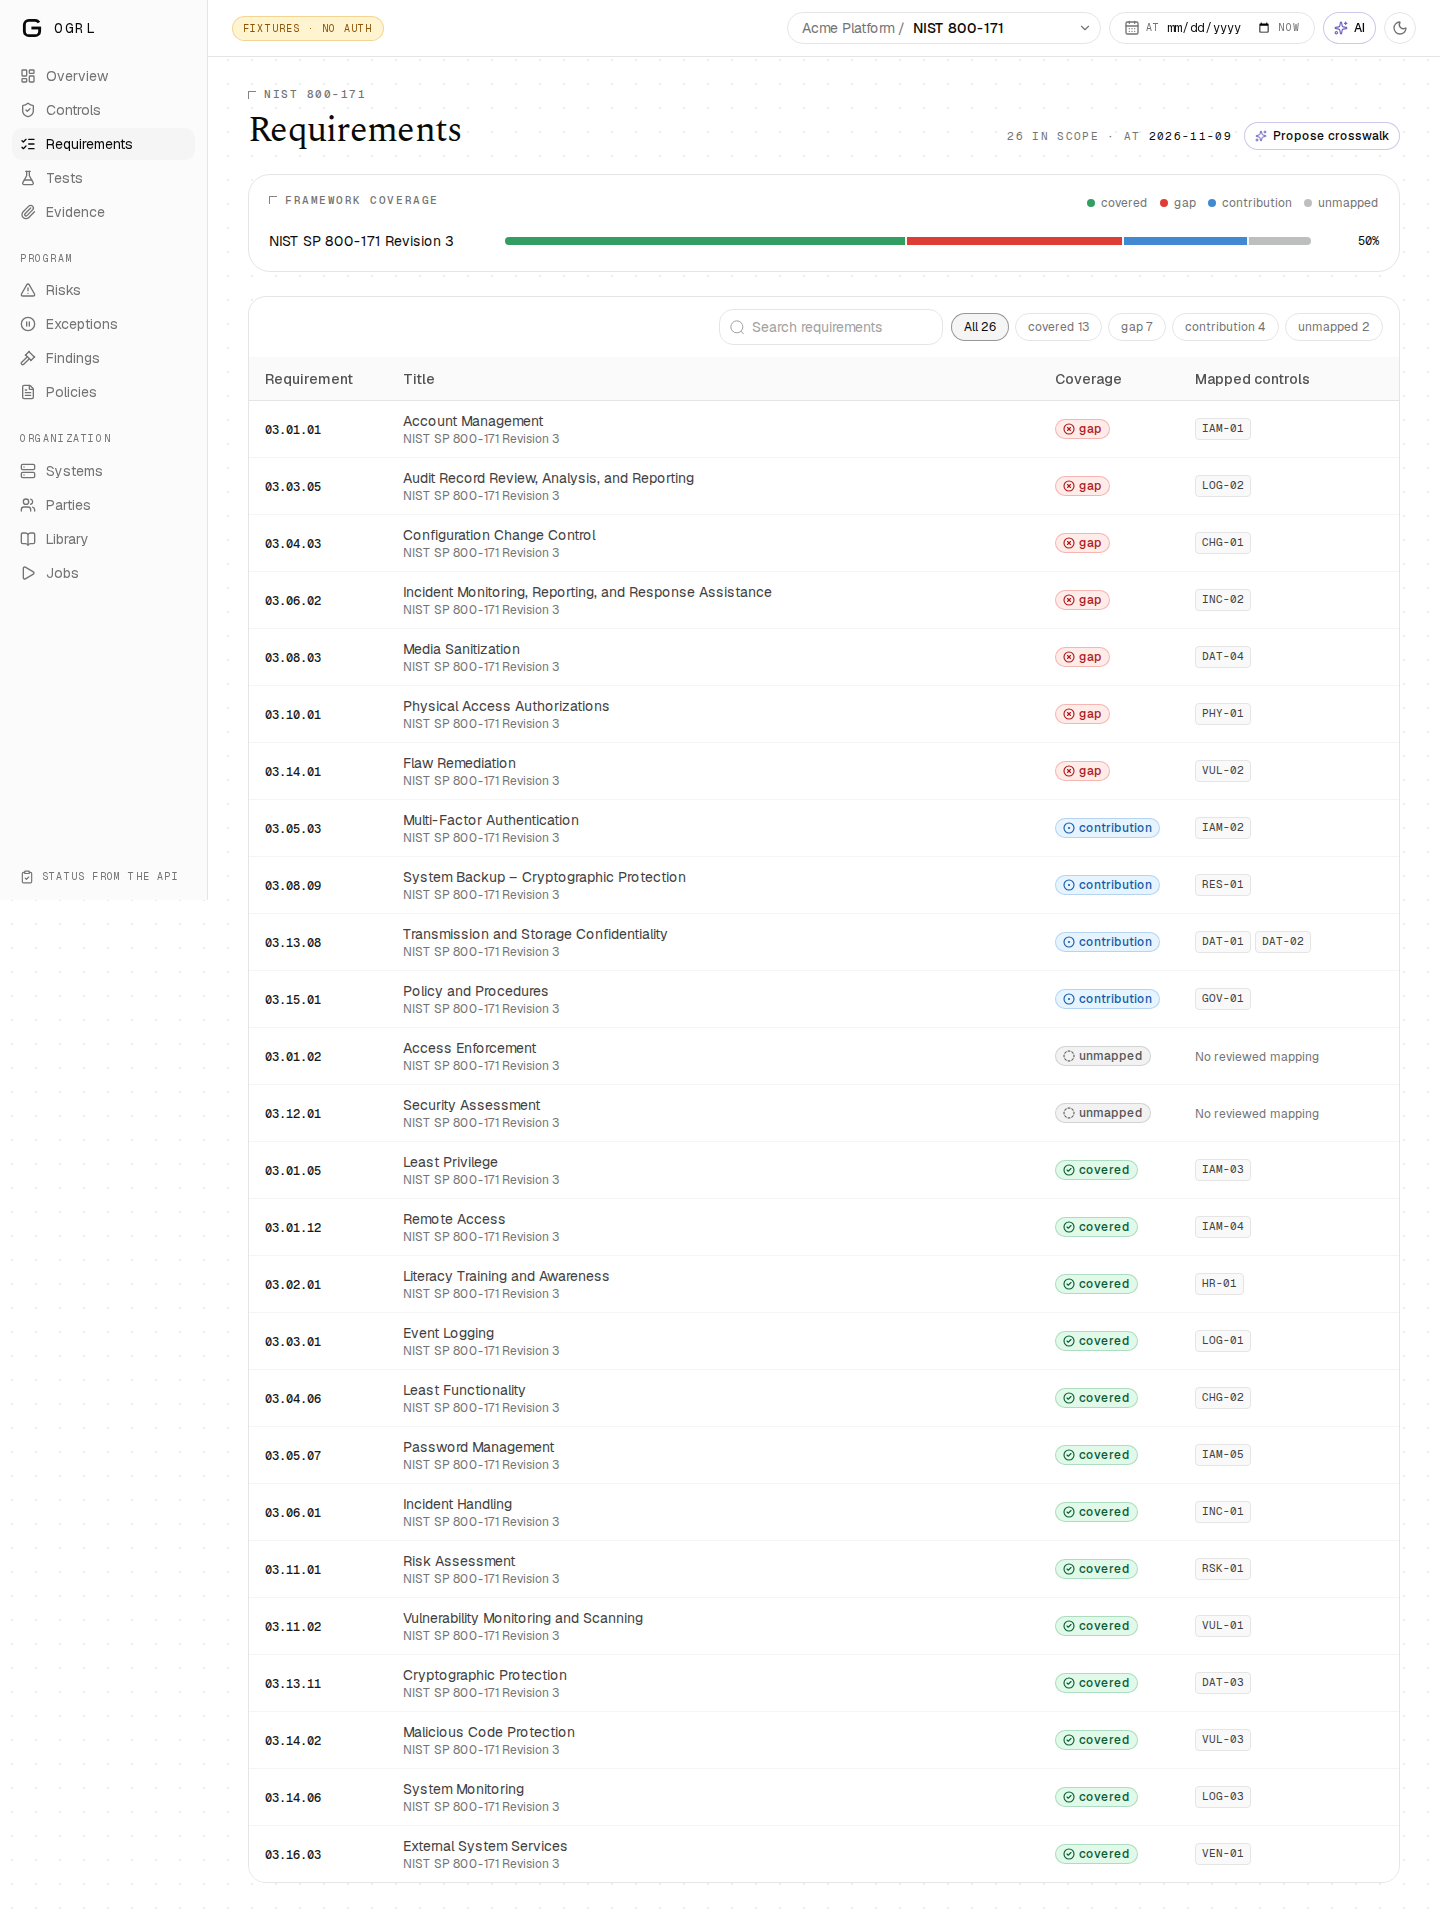 OGRL
FIXTURES · NO AUTH
Acme Platform / NIST 800-171
AT mm/dd/yyyy NOW
AI
Overview
Controls
Requirements
Tests
Evidence
PROGRAM
Risks
Exceptions
Findings
Policies
ORGANIZATION
Systems
Parties
Library
Jobs
STATUS FROM THE API
NIST 800-171
Requirements
26 IN SCOPE · AT 2026-11-09
Propose crosswalk
FRAMEWORK COVERAGE
covered gap contribution unmapped
NIST SP 800-171 Revision 3 50%
Search requirements All 26 covered 13 gap 7 contribution 4 unmapped 2
Requirement Title Coverage Mapped controls
03.01.01 Account Management gap IAM-01
NIST SP 800-171 Revision 3
03.03.05 Audit Record Review, Analysis, and Reporting gap LOG-02
NIST SP 800-171 Revision 3
03.04.03 Configuration Change Control gap CHG-01
NIST SP 800-171 Revision 3
03.06.02 Incident Monitoring, Reporting, and Response Assistance gap INC-02
NIST SP 800-171 Revision 3
03.08.03 Media Sanitization gap DAT-04
NIST SP 800-171 Revision 3
03.10.01 Physical Access Authorizations gap PHY-01
NIST SP 800-171 Revision 3
03.14.01 Flaw Remediation gap VUL-02
NIST SP 800-171 Revision 3
03.05.03 Multi-Factor Authentication contribution IAM-02
NIST SP 800-171 Revision 3
03.08.09 System Backup – Cryptographic Protection contribution RES-01
NIST SP 800-171 Revision 3
03.13.08 Transmission and Storage Confidentiality contribution DAT-01 DAT-02
NIST SP 800-171 Revision 3
03.15.01 Policy and Procedures contribution GOV-01
NIST SP 800-171 Revision 3
03.01.02 Access Enforcement unmapped No reviewed mapping
NIST SP 800-171 Revision 3
03.12.01 Security Assessment unmapped No reviewed mapping
NIST SP 800-171 Revision 3
03.01.05 Least Privilege covered IAM-03
NIST SP 800-171 Revision 3
03.01.12 Remote Access covered IAM-04
NIST SP 800-171 Revision 3
03.02.01 Literacy Training and Awareness covered HR-01
NIST SP 800-171 Revision 3
03.03.01 Event Logging covered LOG-01
NIST SP 800-171 Revision 3
03.04.06 Least Functionality covered CHG-02
NIST SP 800-171 Revision 3
03.05.07 Password Management covered IAM-05
NIST SP 800-171 Revision 3
03.06.01 Incident Handling covered INC-01
NIST SP 800-171 Revision 3
03.11.01 Risk Assessment covered RSK-01
NIST SP 800-171 Revision 3
03.11.02 Vulnerability Monitoring and Scanning covered VUL-01
NIST SP 800-171 Revision 3
03.13.11 Cryptographic Protection covered DAT-03
NIST SP 800-171 Revision 3
03.14.02 Malicious Code Protection covered VUL-03
NIST SP 800-171 Revision 3
03.14.06 System Monitoring covered LOG-03
NIST SP 800-171 Revision 3
03.16.03 External System Services covered VEN-01
NIST SP 800-171 Revision 3